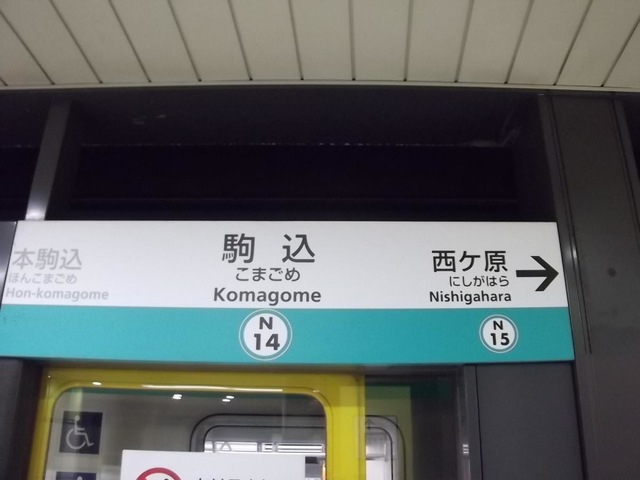 本駒込
ほんこまごめ
Hon-komagome
駒込
こまごめ
Komagome
N
14
西ケ原
にしがはら
Nishigahara
N
15